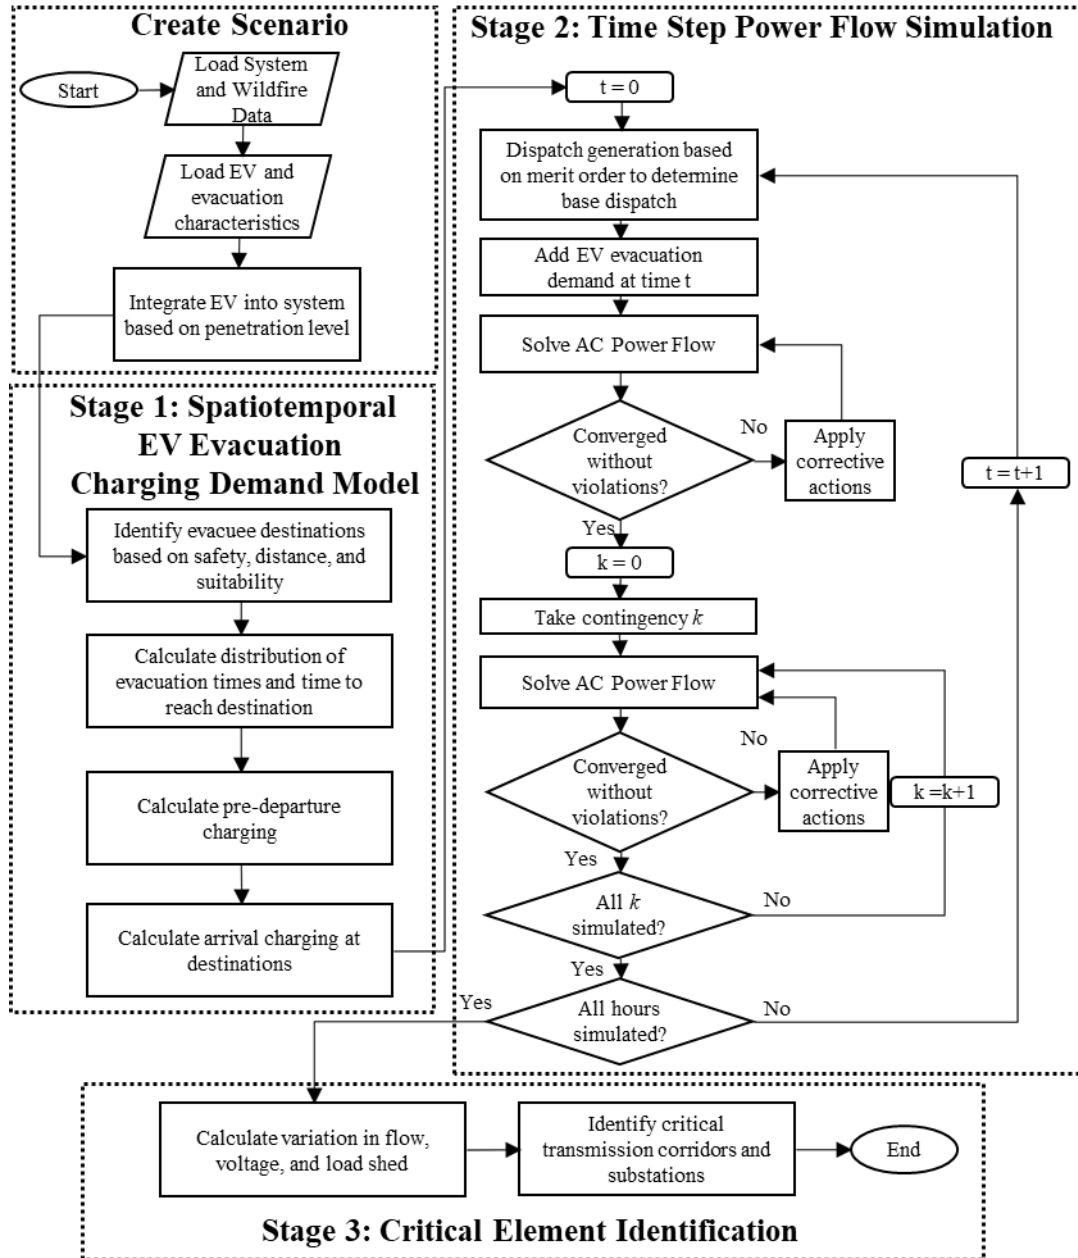 Create Scenario
Start
Load System
and Wildfire
Data
Load EV and
evacuation
characteristics
Integrate EV into system
based on penetration level
Stage 1: Spatiotemporal
EV Evacuation
Charging Demand Model
Identify evacuee destinations
based on safety, distance, and
suitability
Calculate distribution of
evacuation times and time to
reach destination
Calculate pre-departure
charging
Calculate arrival charging at
destinations
Stage 2: Time Step Power Flow Simulation
t = 0
Dispatch generation based
on merit order to determine
base dispatch
Add EV evacuation
demand at time t
Solve AC Power Flow
Converged
without
violations?
No
Apply
corrective
actions
t = t+1
Yes
k = 0
Take contingency k
Solve AC Power Flow
Converged
without
violations?
No
Apply
corrective
actions
k =k+1
Yes
All k
simulated?
No
Yes
All hours
simulated?
Yes
No
Calculate variation in flow,
voltage, and load shed
Identify critical
transmission corridors and
substations
End
Stage 3: Critical Element Identification